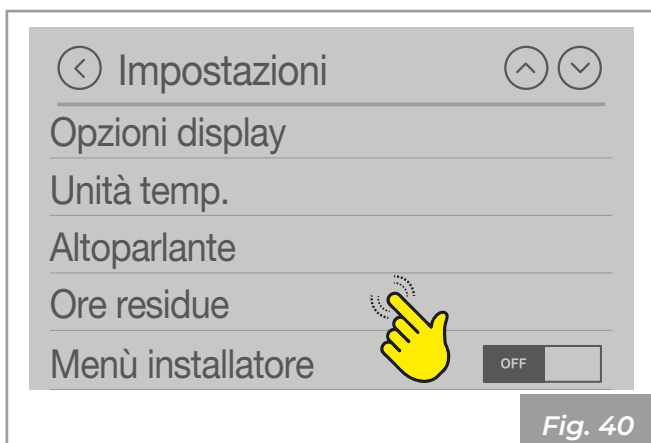 Impostazioni
Opzioni display
Unità temp.
Altoparlante
Ore residue
Menù installatore OFF
Fig. 40